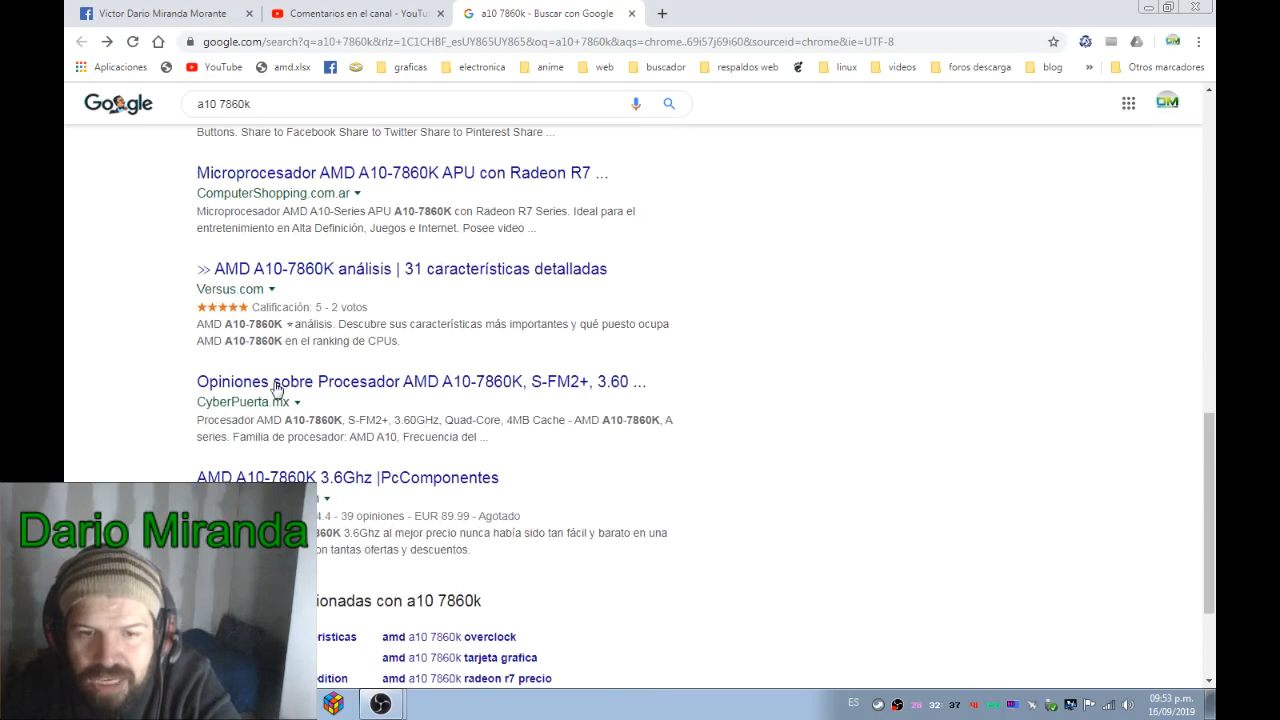 Victor Dario Miranda Morante
Comentarios en el canal - YouTu
a10 7860k - Buscar con Google
google.com/search?q=a10+7860k&rlz=1C1CHBF_esUY865UY865&oq=a10+7860k&aqs=chrome..69i57j69i60&sourceid=chrome&ie=UTF-8
Aplicaciones
YouTube
amd.xlsx
graficas
electronica
anime
web
buscador
respaldos web
linux
videos
foros descarga
blog
»
Otros marcadores
Google
a10 7860k
DM
Buttons. Share to Facebook Share to Twitter Share to Pinterest Share ...
Microprocesador AMD A10-7860K APU con Radeon R7 ...
ComputerShopping.com.ar
Microprocesador AMD A10-Series APU A10-7860K con Radeon R7 Series. Ideal para el
entretenimiento en Alta Definición, Juegos e Internet. Posee video ...
>> AMD A10-7860K análisis | 31 características detalladas
Versus.com
★★★★★ Calificación: 5 - 2 votos
AMD A10-7860K ★análisis. Descubre sus características más importantes y qué puesto ocupa
AMD A10-7860K en el ranking de CPUs.
Opiniones sobre Procesador AMD A10-7860K, S-FM2+, 3.60 ...
CyberPuerta.mx
Procesador AMD A10-7860K, S-FM2+, 3.60GHz, Quad-Core, 4MB Cache - AMD A10-7860K, A
series. Familia de procesador: AMD A10, Frecuencia del ...
AMD A10-7860K 3.6Ghz |PcComponentes
4.4 - 39 opiniones - EUR 89.99 - Agotado
60K 3.6Ghz al mejor precio nunca había sido tan fácil y barato en una
on tantas ofertas y descuentos.
Dario Miranda
ionadas con a10 7860k
risticas
amd a10 7860k overclock
amd a10 7860k tarjeta grafica
dition
amd a10 7860k radeon r7 precio
ES
28
32:
37
09:53 p.m.
16/09/2019